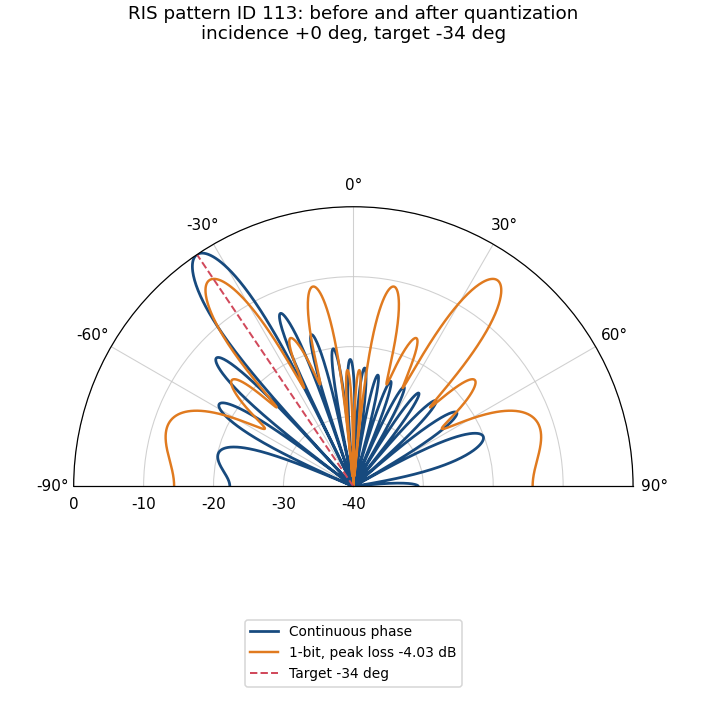 RIS pattern ID 113: before and after quantization
incidence +0 deg, target -34 deg
0°
-30°
30°
-60°
60°
-90°
90°
0
-10
-20
-30
-40
Continuous phase
1-bit, peak loss -4.03 dB
Target -34 deg